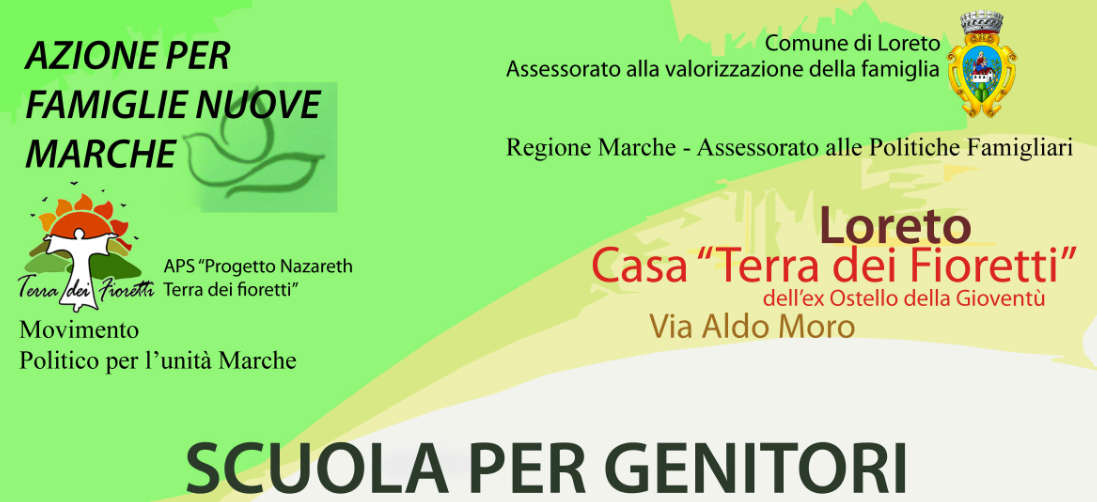 AZIONE PER
FAMIGLIE NUOVE
MARCHE
Terra dei Fioretti
APS “Progetto Nazareth
Terra dei fioretti”
Movimento
Politico per l’unità Marche
Comune di Loreto
Assessorato alla valorizzazione della famiglia
Regione Marche - Assessorato alle Politiche Famigliari
Loreto
Casa “Terra dei Fioretti”
dell’ex Ostello della Gioventù
Via Aldo Moro
SCUOLA PER GENITORI